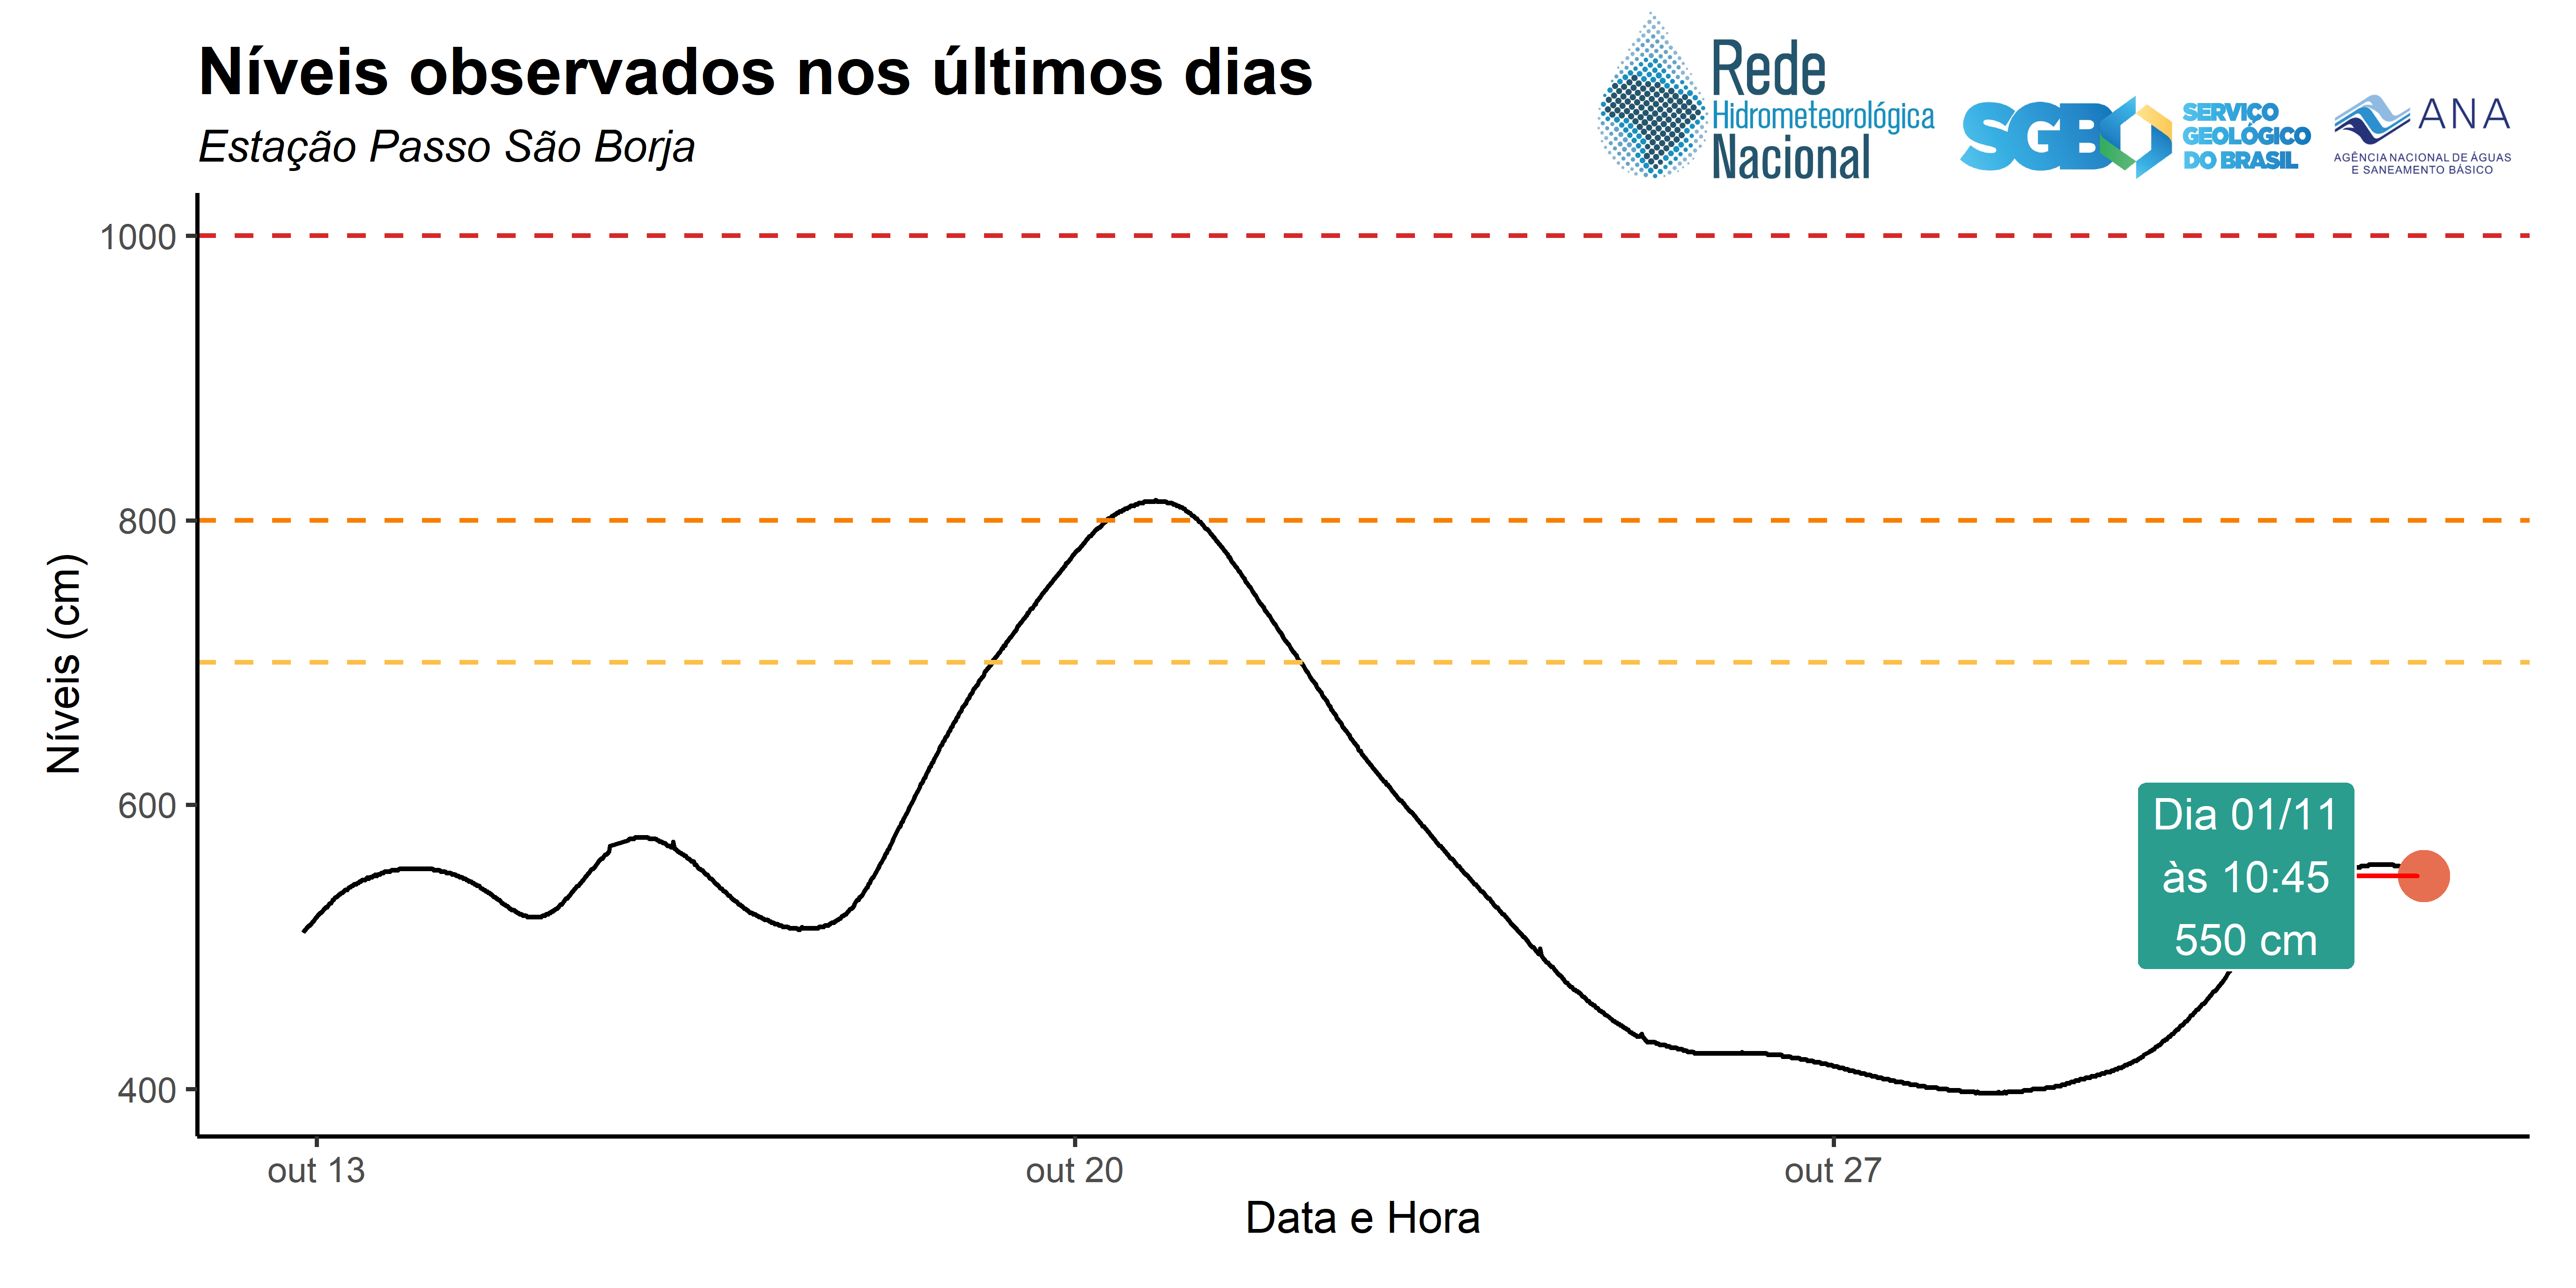 Níveis observados nos últimos dias
Estação Passo São Borja
Rede
Hidrometeorológica
Nacional
SGB
SERVIÇO
GEOLÓGICO
DO BRASIL
ANA
AGÊNCIA NACIONAL DE ÁGUAS
E SANEAMENTO BÁSICO
Níveis (cm)
1000
800
600
400
Dia 01/11
às 10:45
550 cm
out 13
out 20
out 27
Data e Hora